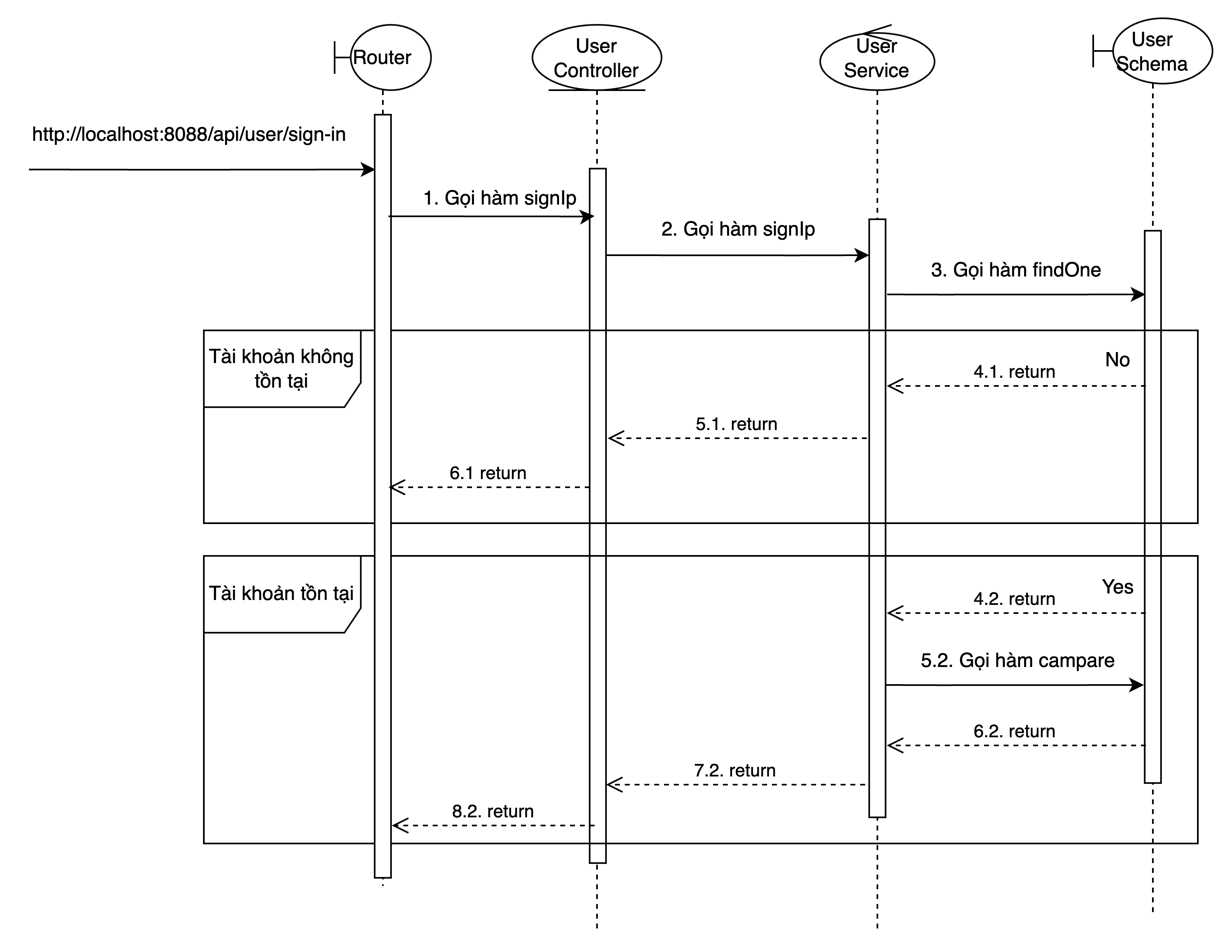 Router
User
Controller
User
Service
User
Schema
http://localhost:8088/api/user/sign-in
1. Gọi hàm signIp
2. Gọi hàm signIp
3. Gọi hàm findOne
Tài khoản không
tồn tại
No
4.1. return
5.1. return
6.1 return
Tài khoản tồn tại
Yes
4.2. return
5.2. Gọi hàm campare
6.2. return
7.2. return
8.2. return